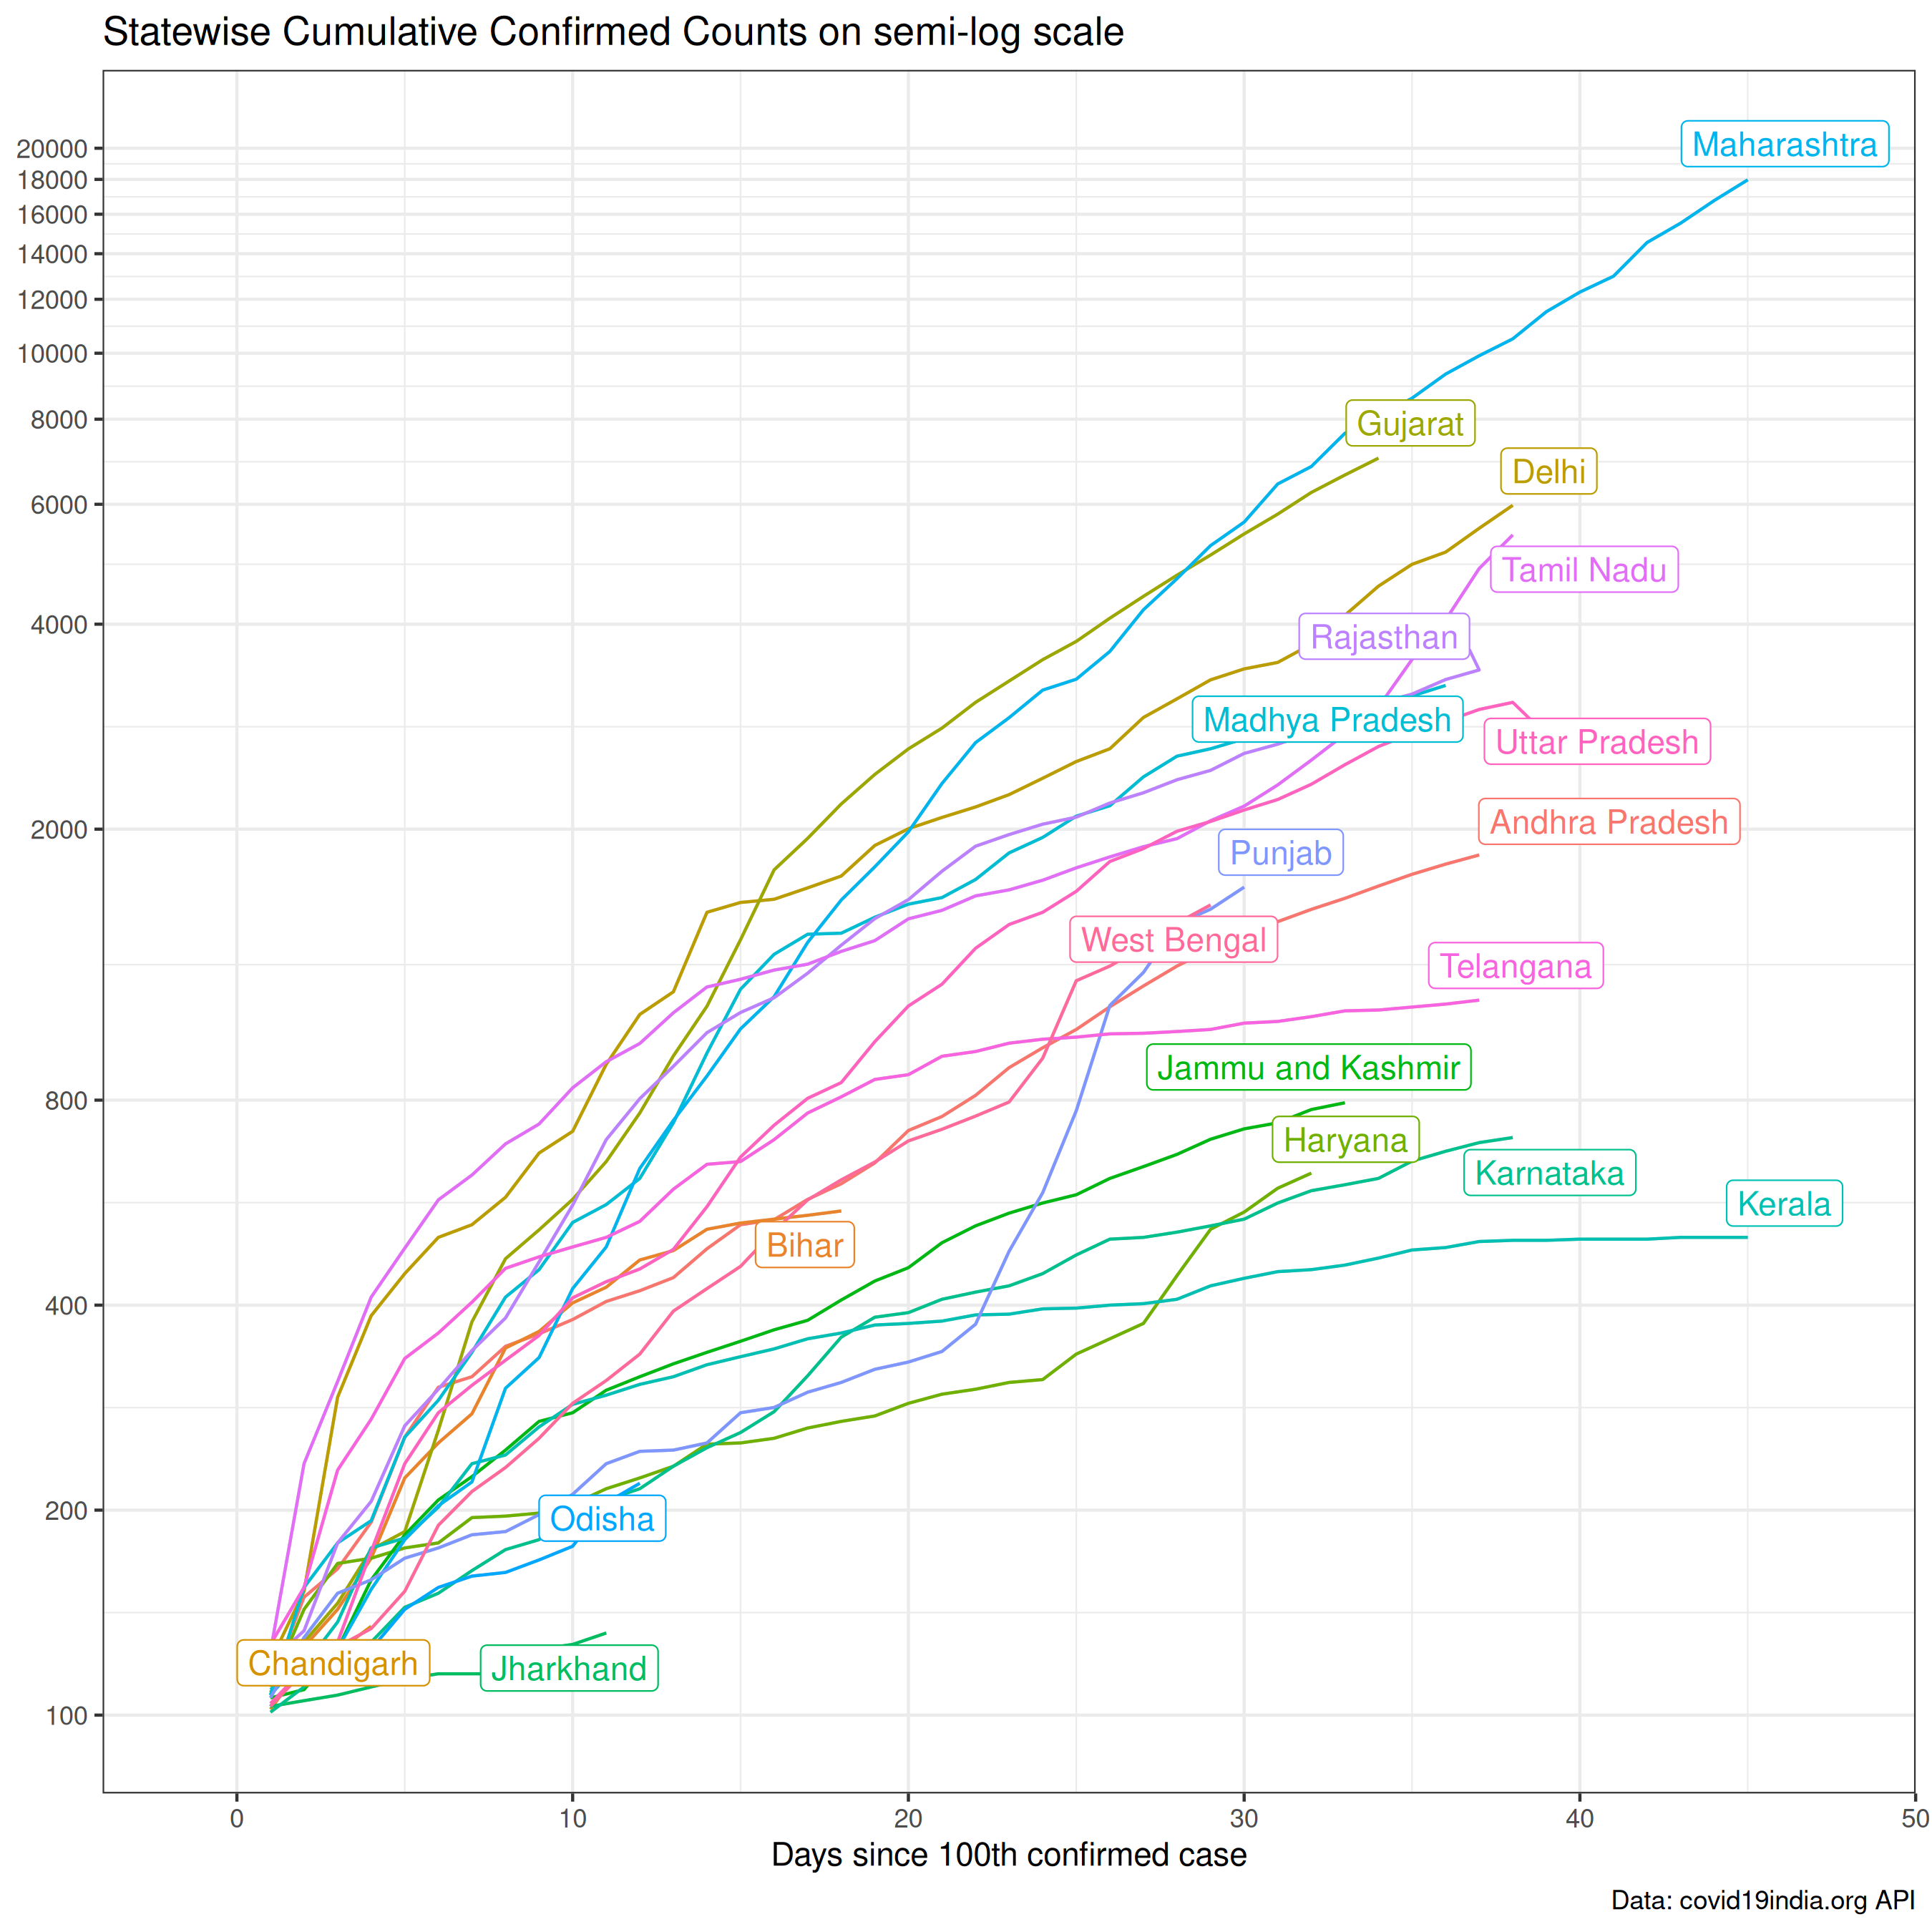 Statewise Cumulative Confirmed Counts on semi-log scale
20000
18000
16000
14000
12000
10000
8000
6000
4000
2000
800
400
200
100
Maharashtra
Gujarat
Delhi
Tamil Nadu
Rajasthan
Madhya Pradesh
Uttar Pradesh
Andhra Pradesh
Punjab
West Bengal
Telangana
Jammu and Kashmir
Haryana
Karnataka
Kerala
Bihar
Odisha
Chandigarh
Jharkhand
0 10 20 30 40 50
Days since 100th confirmed case
Data: covid19india.org API